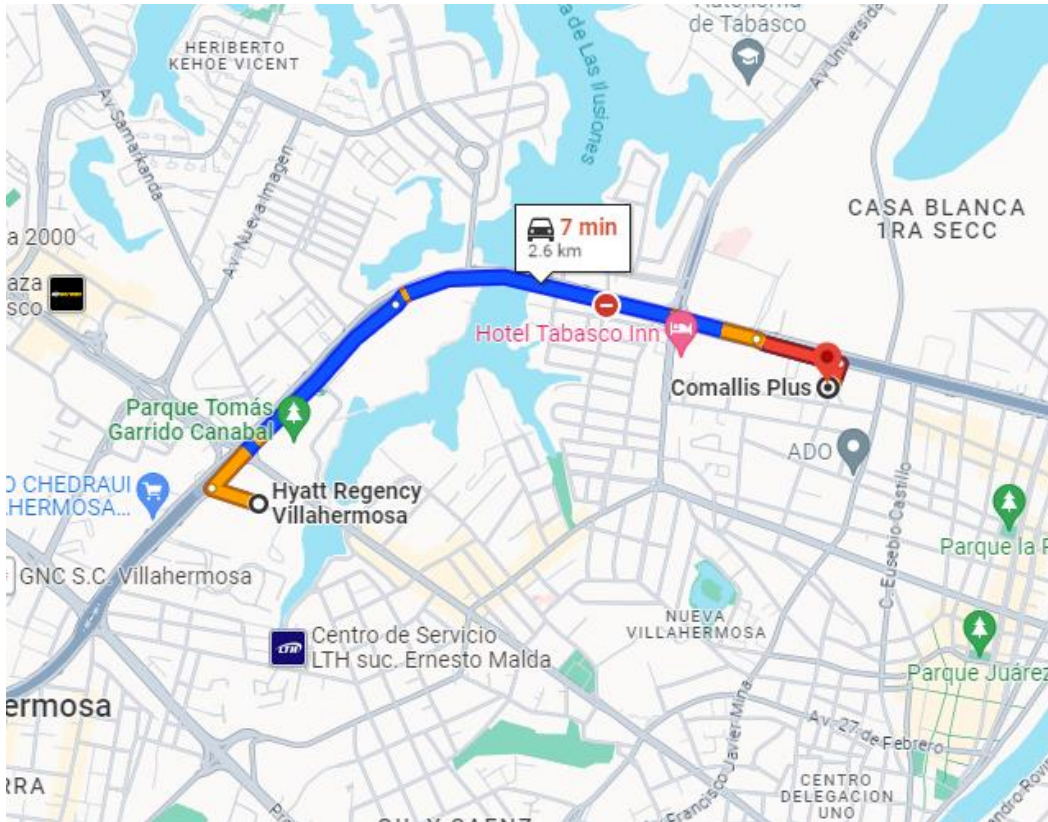 de Tabasco
HERIBERTO
KEHOE VICENT
Av. Samarkanda
Av. Nueva Imagen
a de Las Ilusiones
Av. Universida
CASA BLANCA
1RA SECC
a 2000
aza
sco
7 min
2.6 km
Hotel Tabasco Inn
Comallis Plus
Parque Tomás
Garrido Canabal
ADO
O CHEDRAUI
HERMOSA...
Hyatt Regency
Villahermosa
C. Eusebio Castillo
Parque la P
GNC S.C. Villahermosa
NUEVA
VILLAHERMOSA
LTH
Centro de Servicio
LTH suc. Ernesto Malda
Parque Juárez
ermosa
Av. 27 de Febrero
Francisco Javier Mina
RRA
CENTRO
DELEGACION
UNO